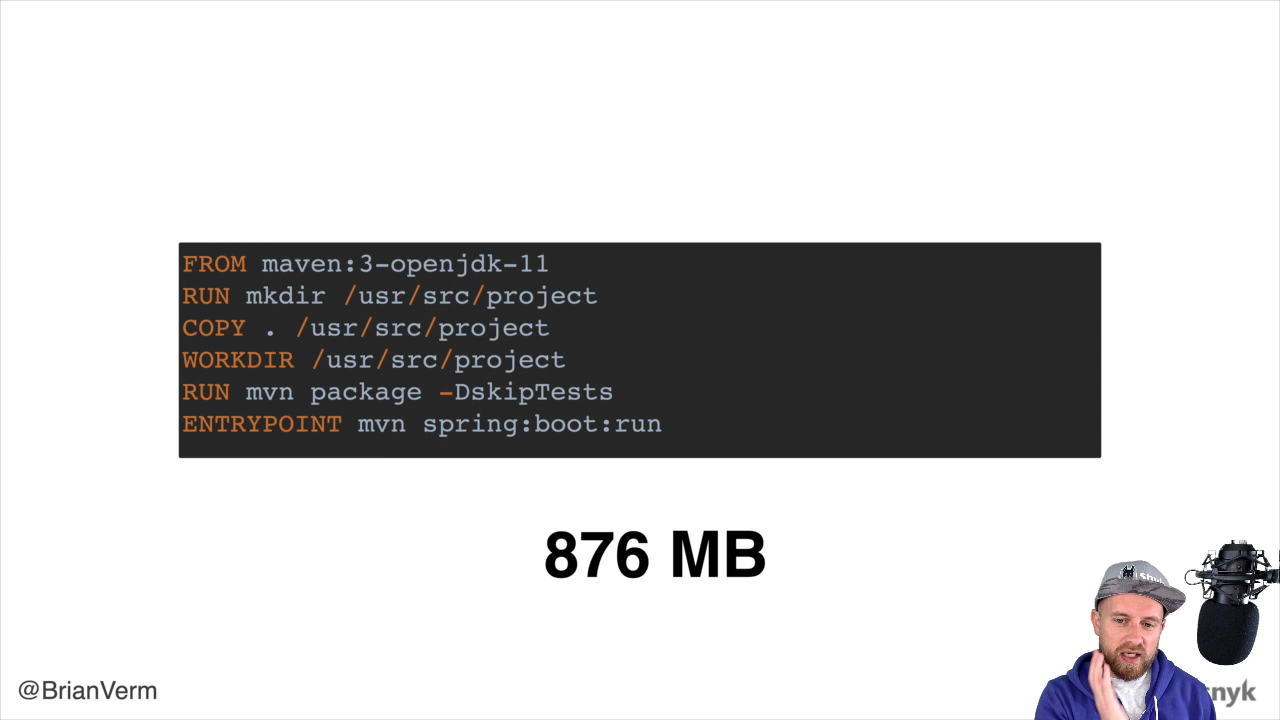 FROM maven:3-openjdk-11
RUN mkdir /usr/src/project
COPY . /usr/src/project
WORKDIR /usr/src/project
RUN mvn package -DskipTests
ENTRYPOINT mvn spring:boot:run
876 MB
@BrianVerm
snyk